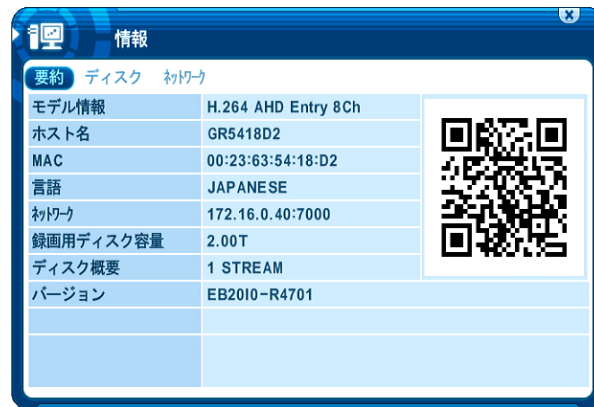 情報
要約 ディスク ﾈｯﾄﾜｰｸ
モデル情報 H.264 AHD Entry 8Ch
ホスト名 GR5418D2
MAC 00:23:63:54:18:D2
言語 JAPANESE
ﾈｯﾄﾜｰｸ 172.16.0.40:7000
録画用ディスク容量 2.00T
ディスク概要 1 STREAM
バージョン EB20I0-R4701